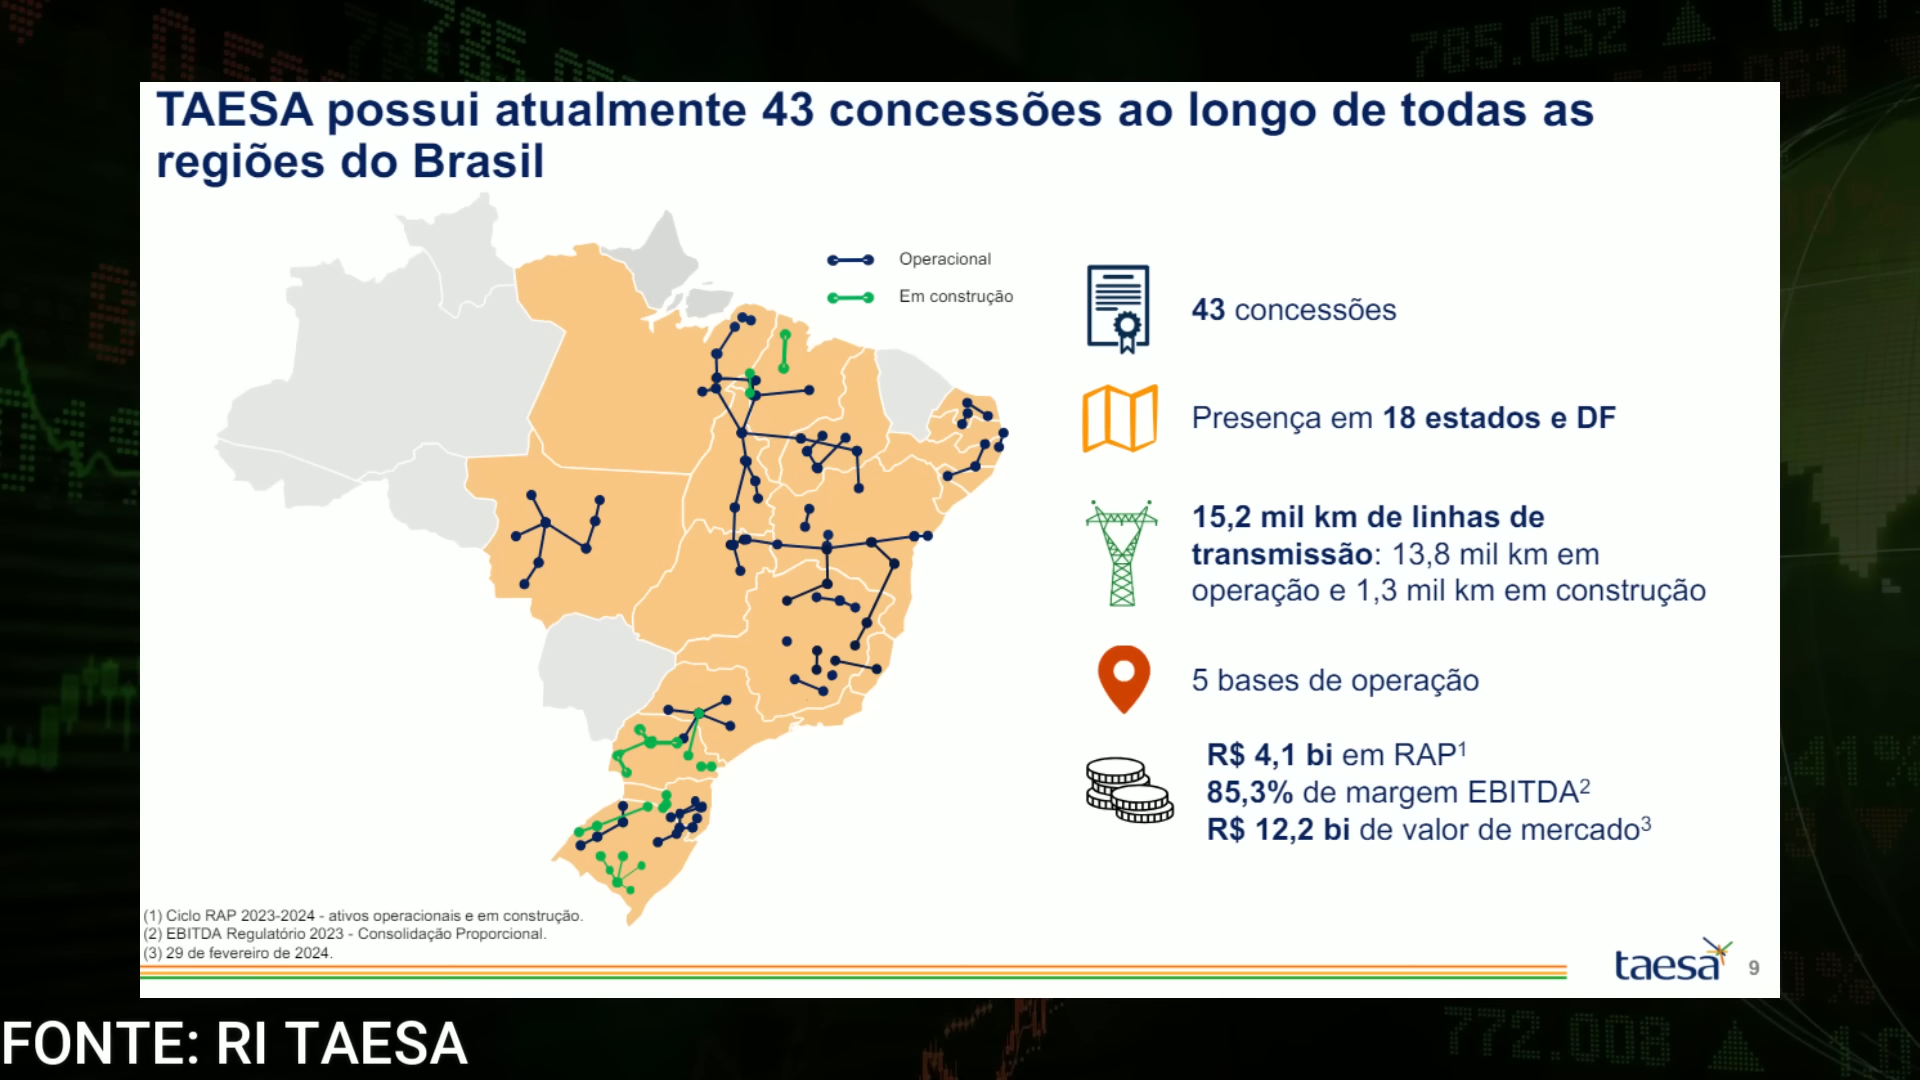 785.052
TAESA possui atualmente 43 concessões ao longo de todas as
regiões do Brasil
Operacional
Em construção
43 concessões
Presença em 18 estados e DF
15,2 mil km de linhas de
transmissão: 13,8 mil km em
operação e 1,3 mil km em construção
5 bases de operação
R$ 4,1 bi em RAP¹
85,3% de margem EBITDA²
R$ 12,2 bi de valor de mercado³
(1) Ciclo RAP 2023-2024 - ativos operacionais e em construção.
(2) EBITDA Regulatório 2023 - Consolidação Proporcional.
(3) 29 de fevereiro de 2024.
taesa
9
FONTE: RI TAESA
772.008